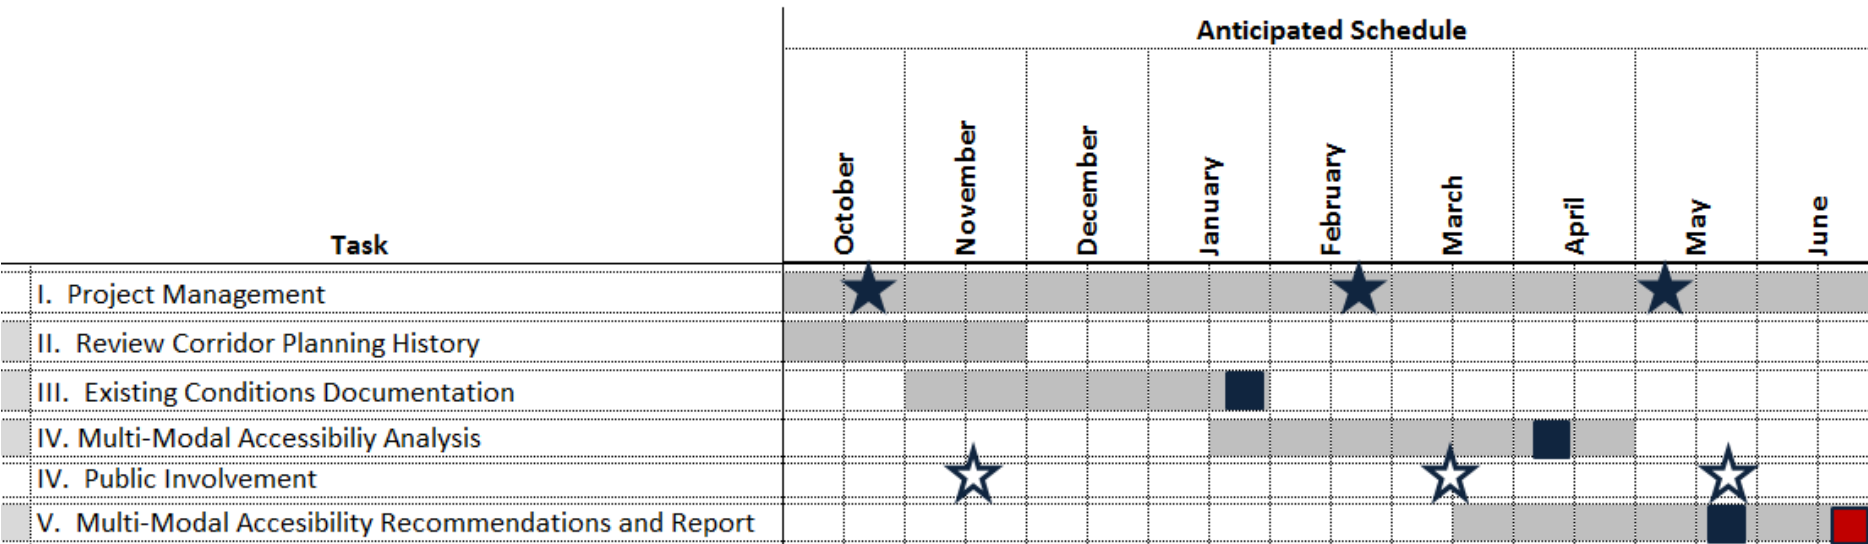 Anticipated Schedule
Task
October
November
December
January
February
March
April
May
June
I. Project Management
II. Review Corridor Planning History
III. Existing Conditions Documentation
IV. Multi-Modal Accessibiliy Analysis
IV. Public Involvement
V. Multi-Modal Accesibility Recommendations and Report